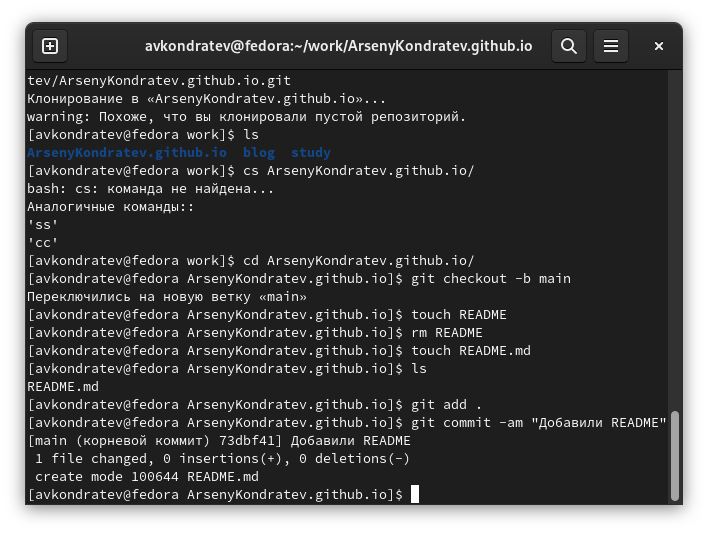 avkondratev@fedora:~/work/ArsenyKondratev.github.io
tev/ArsenyKondratev.github.io.git
Клонирование в «ArsenyKondratev.github.io»...
warning: Похоже, что вы клонировали пустой репозиторий.
[avkondratev@fedora work]$ ls
ArsenyKondratev.github.io  blog  study
[avkondratev@fedora work]$ cs ArsenyKondratev.github.io/
bash: cs: команда не найдена...
Аналогичные команды::
'ss'
'cc'
[avkondratev@fedora work]$ cd ArsenyKondratev.github.io/
[avkondratev@fedora ArsenyKondratev.github.io]$ git checkout -b main
Переключились на новую ветку «main»
[avkondratev@fedora ArsenyKondratev.github.io]$ touch README
[avkondratev@fedora ArsenyKondratev.github.io]$ rm README
[avkondratev@fedora ArsenyKondratev.github.io]$ touch README.md
[avkondratev@fedora ArsenyKondratev.github.io]$ ls
README.md
[avkondratev@fedora ArsenyKondratev.github.io]$ git add .
[avkondratev@fedora ArsenyKondratev.github.io]$ git commit -am "Добавили README"
[main (корневой коммит) 73dbf41] Добавили README
 1 file changed, 0 insertions(+), 0 deletions(-)
 create mode 100644 README.md
[avkondratev@fedora ArsenyKondratev.github.io]$